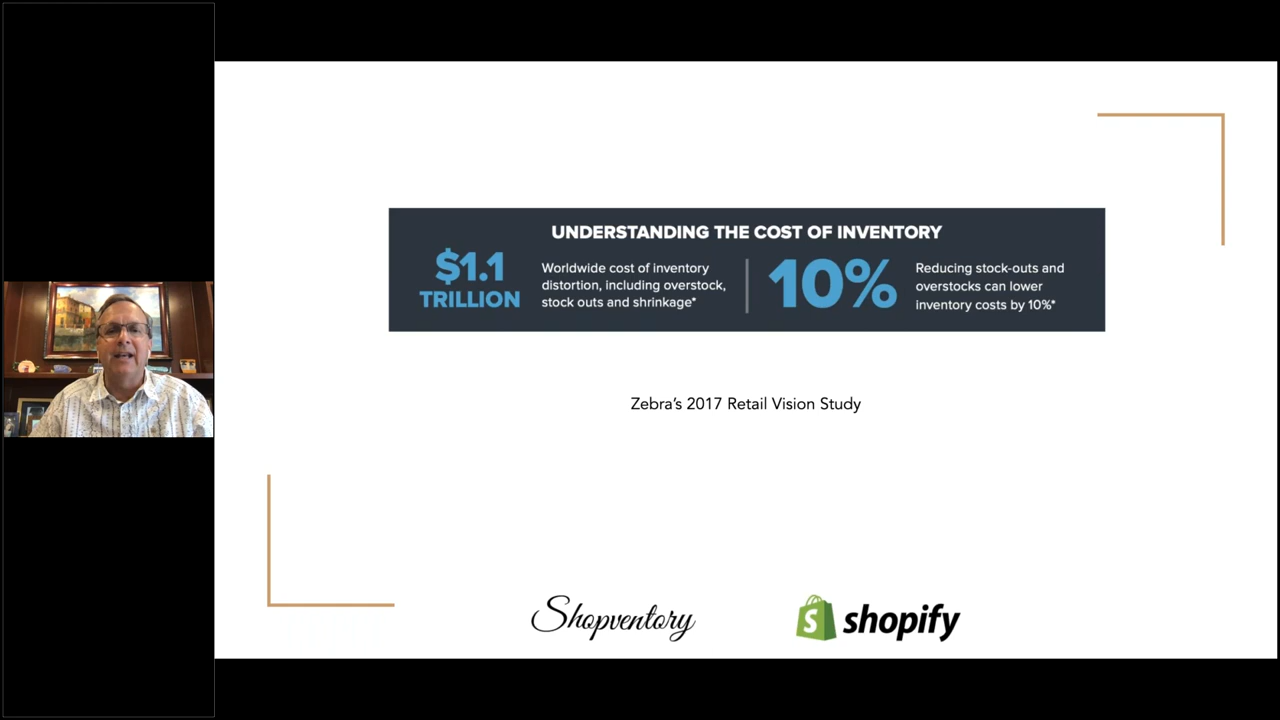 UNDERSTANDING THE COST OF INVENTORY
$1.1
TRILLION
Worldwide cost of inventory
distortion, including overstock,
stock outs and shrinkage*
10%
Reducing stock-outs and
overstocks can lower
inventory costs by 10%*
Zebra's 2017 Retail Vision Study
Shopventory
S shopify